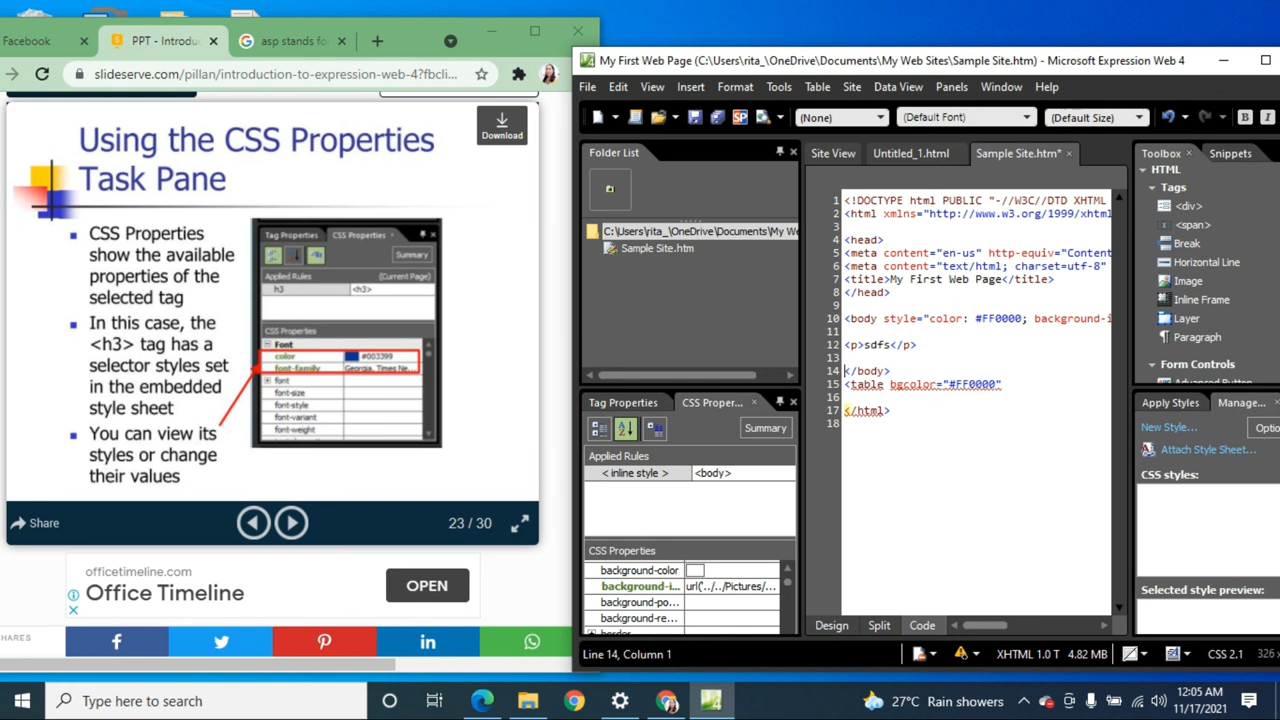 Facebook
PPT - Introdu
asp stands fo
slideserve.com/pillan/introduction-to-expression-web-4?fbcli...
Download
Using the CSS Properties
Task Pane
CSS Properties
show the available
properties of the
selected tag
In this case, the
<h3> tag has a
selector styles set
in the embedded
style sheet
You can view its
styles or change
their values
Tag Properties
CSS Properties
Summary
Applied Rules
(Current Page)
h3
<h3>
CSS Properties
Font
color
#003399
font-family
Georgia, Times Ne...
font
font-size
font-style
font-variant
font-weight
Share
23 / 30
officetimeline.com
Office Timeline
OPEN
SHARES
My First Web Page (C:\Users\rita_\OneDrive\Documents\My Web Sites\Sample Site.htm) - Microsoft Expression Web 4
File Edit View Insert Format Tools Table Site Data View Panels Window Help
(None)
(Default Font)
(Default Size)
B
I
Folder List
C:\Users\rita_\OneDrive\Documents\My We
Sample Site.htm
Site View
Untitled_1.html
Sample Site.htm*
1 <!DOCTYPE html PUBLIC "-//W3C//DTD XHTML
2 <html xmlns="http://www.w3.org/1999/xhtml
3
4 <head>
5 <meta content="en-us" http-equiv="Content
6 <meta content="text/html; charset=utf-8"
7 <title>My First Web Page</title>
8 </head>
9
10 <body style="color: #FF0000; background-i
11
12 <p>sdfs</p>
13
14 </body>
15 <table bgcolor="#FF0000"
16
17 </html>
18
Toolbox
Snippets
HTML
Tags
<div>
<span>
Break
Horizontal Line
Image
Inline Frame
Layer
Paragraph
Form Controls
Advanced Button
Tag Properties
CSS Proper...
Summary
Applied Rules
< inline style >
<body>
CSS Properties
background-color
background-i...
url('../../Pictures/...
background-po...
background-re...
border
Apply Styles
Manage...
New Style...
Optio
Attach Style Sheet...
CSS styles:
Selected style preview:
Design
Split
Code
Line 14, Column 1
XHTML 1.0 T
4.82 MB
CSS 2.1
326 x
Type here to search
27°C Rain showers
12:05 AM
11/17/2021